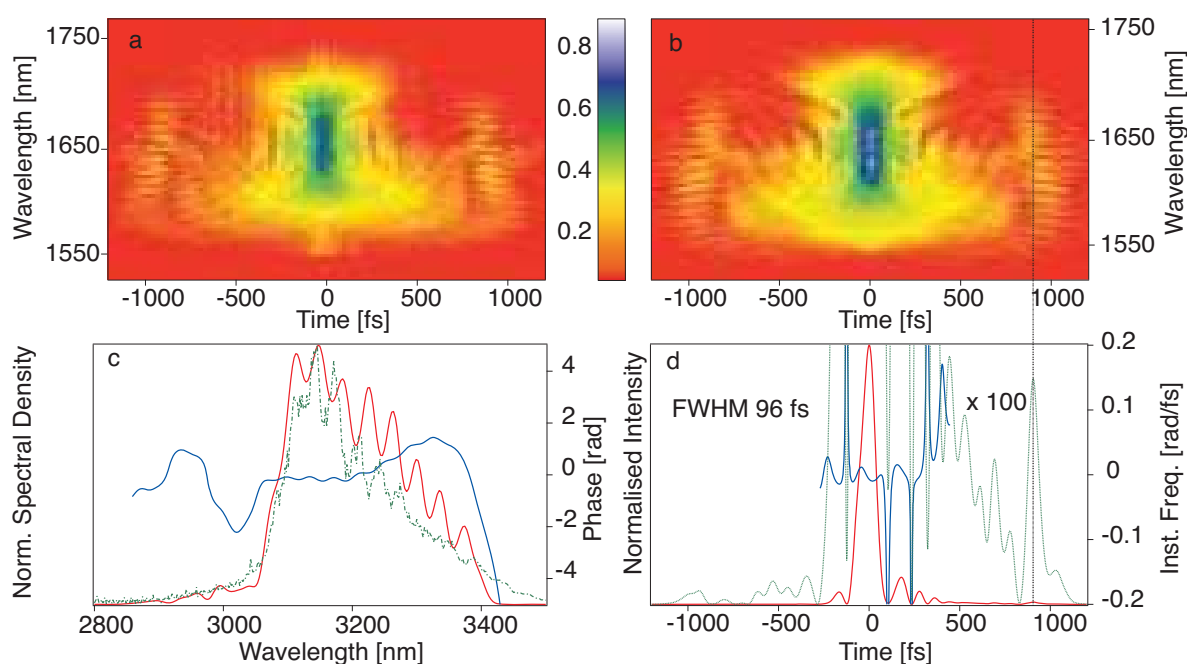 a
b
1750
1650
1550
Wavelength [nm]
0.8
0.6
0.4
0.2
1750
1650
1550
Wavelength [nm]
-1000 -500 0 500 1000
Time [fs]
-1000 -500 0 500 1000
Time [fs]
c
Norm. Spectral Density
4
2
0
-2
-4
Phase [rad]
2800 3000 3200 3400
Wavelength [nm]
d
FWHM 96 fs
x 100
Normalised Intensity
0.2
0.1
0
-0.1
-0.2
Inst. Freq. [rad/fs]
-1000 -500 0 500 1000
Time [fs]